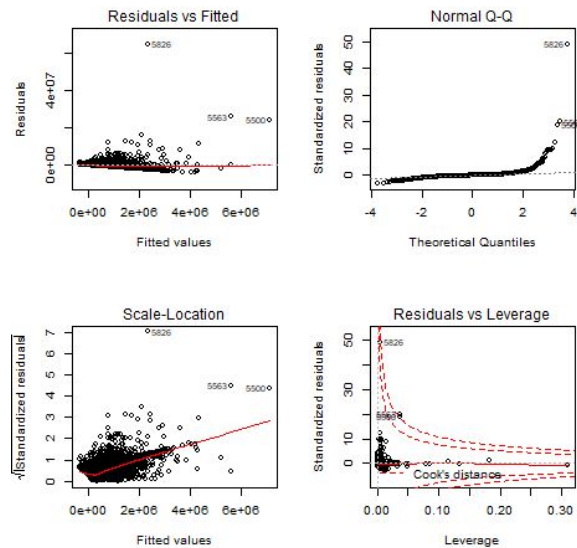 Residuals vs Fitted
Residuals
0e+00 4e+07
5826
5563
5500
0e+00 2e+06 4e+06 6e+06
Fitted values
Normal Q-Q
Standardized residuals
0 10 20 30 40 50
5826
-4 -2 0 2 4
Theoretical Quantiles
Scale-Location
√|Standardized residuals|
0 1 2 3 4 5 6 7
5826
5563
5500
0e+00 2e+06 4e+06 6e+06
Fitted values
Residuals vs Leverage
Standardized residuals
0 10 30 50
5826
Cook's distance
0.00 0.10 0.20 0.30
Leverage